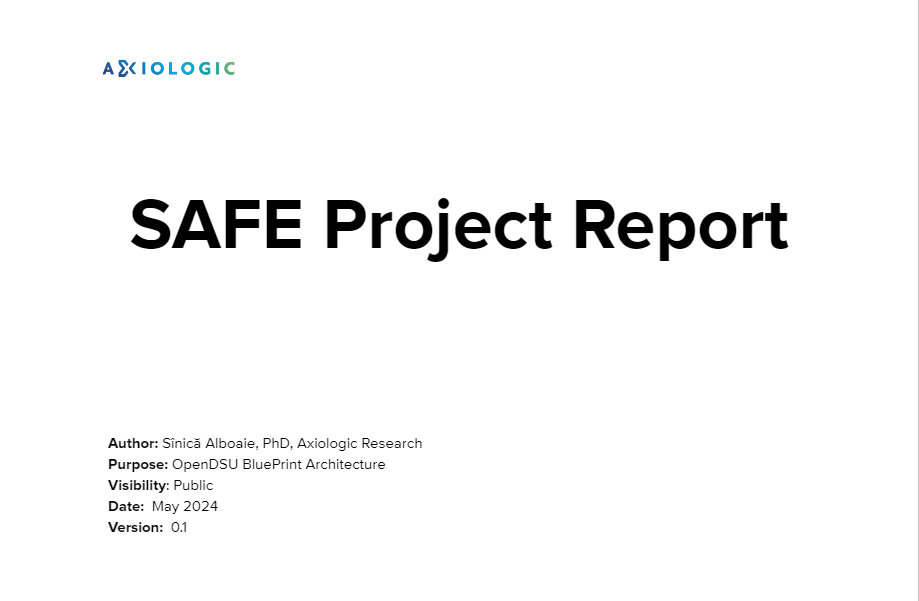 AXIOLOGIC
SAFE Project Report
Author: Sînică Alboaie, PhD, Axiologic Research
Purpose: OpenDSU BluePrint Architecture
Visibility: Public
Date: May 2024
Version: 0.1